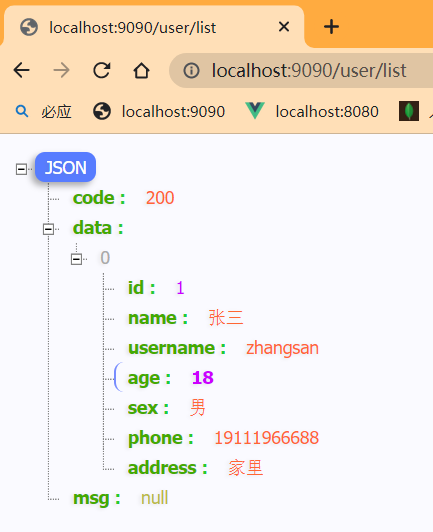 localhost:9090/user/list
localhost:9090/user/list
必应 localhost:9090 localhost:8080
JSON
code : 200
data :
0
id : 1
name : 张三
username : zhangsan
age : 18
sex : 男
phone : 19111966688
address : 家里
msg : null